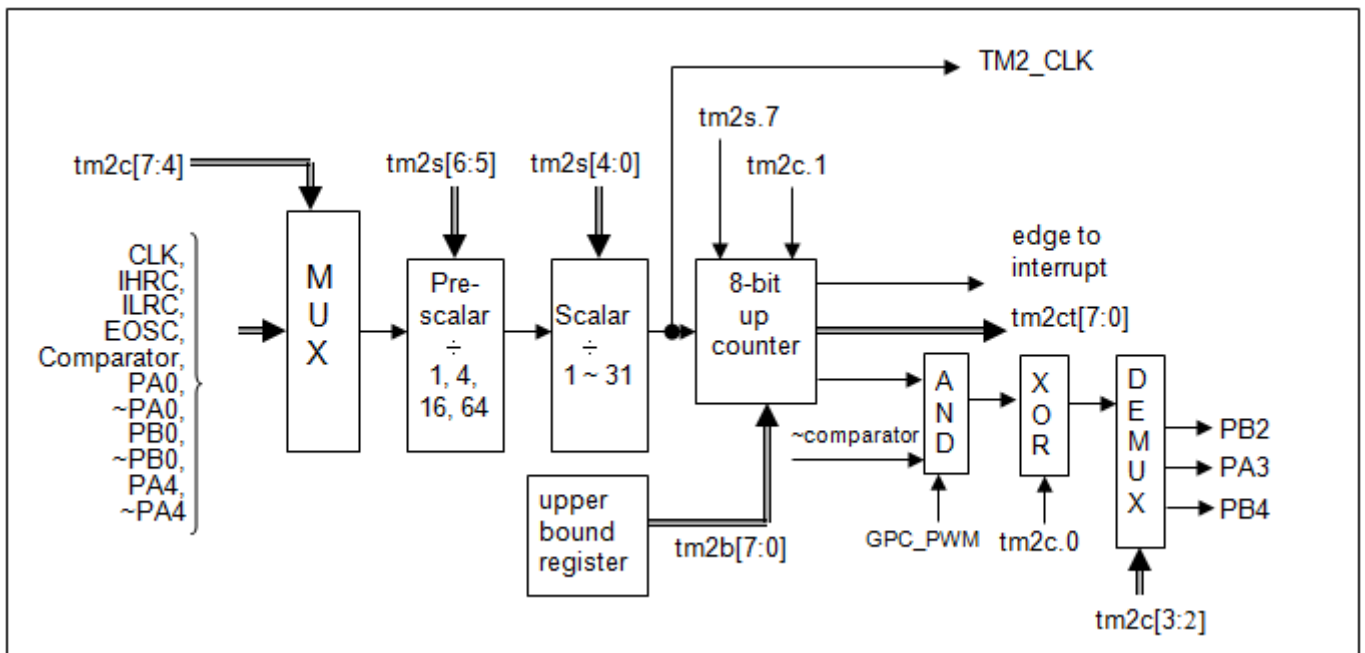 TM2_CLK
tm2s.7
tm2c[7:4]
tm2s[6:5]
tm2s[4:0]
tm2c.1
CLK,
IHRC,
ILRC,
EOSC,
Comparator,
PA0,
~PA0,
PB0,
~PB0,
PA4,
~PA4
M
U
X
Pre-
scalar
÷
1, 4,
16, 64
Scalar
÷
1 ~ 31
8-bit
up
counter
edge to
interrupt
tm2ct[7:0]
~comparator
A
N
D
X
O
R
D
E
M
U
X
PB2
PA3
PB4
upper
bound
register
tm2b[7:0]
GPC_PWM
tm2c.0
tm2c[3:2]